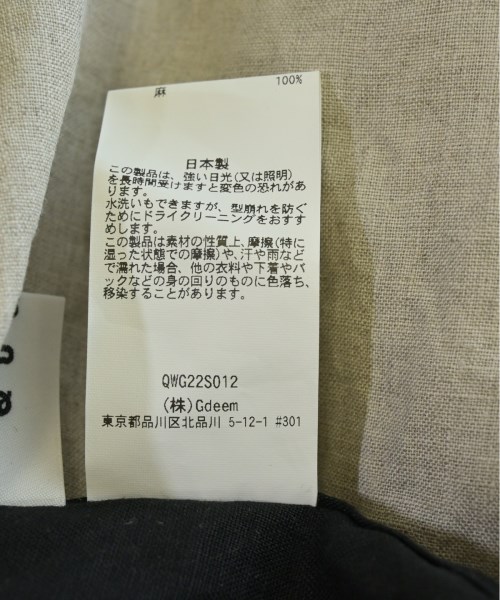 麻 100%
日本製
この製品は、強い日光(又は照明)
を長時間受けますと変色の恐れがあ
ります。
水洗いもできますが、型崩れを防ぐ
ためにドライクリーニングをおすす
めします。
この製品は素材の性質上、摩擦(特に
湿った状態での摩擦)や、汗や雨など
で濡れた場合、他の衣料や下着やバ
ックなどの身の回りのものに色落ち、
移染することがあります。
QWG22S012
(株)Gdeem
東京都品川区北品川 5-12-1 #301